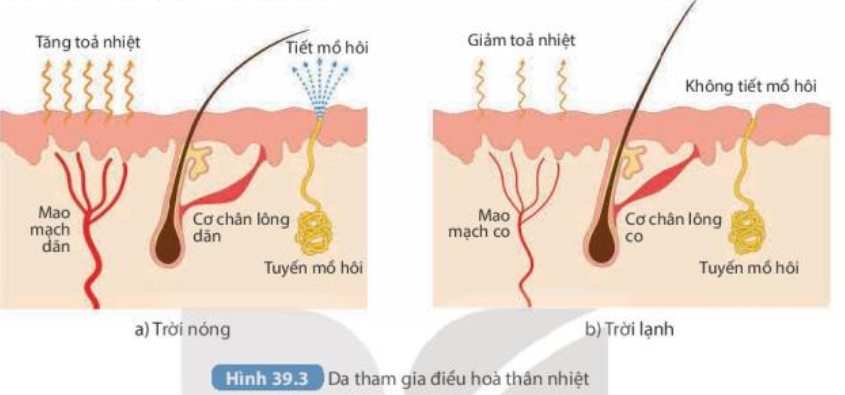 Tăng toả nhiệt
Tiết mồ hôi
Mao
mạch
dãn
Cơ chân lông
dãn
Tuyến mồ hôi
a) Trời nóng
Giảm toả nhiệt
Không tiết mồ hôi
Mao
mạch co
Cơ chân lông
co
Tuyến mồ hôi
b) Trời lạnh
Hình 39.3 Da tham gia điều hoà thân nhiệt